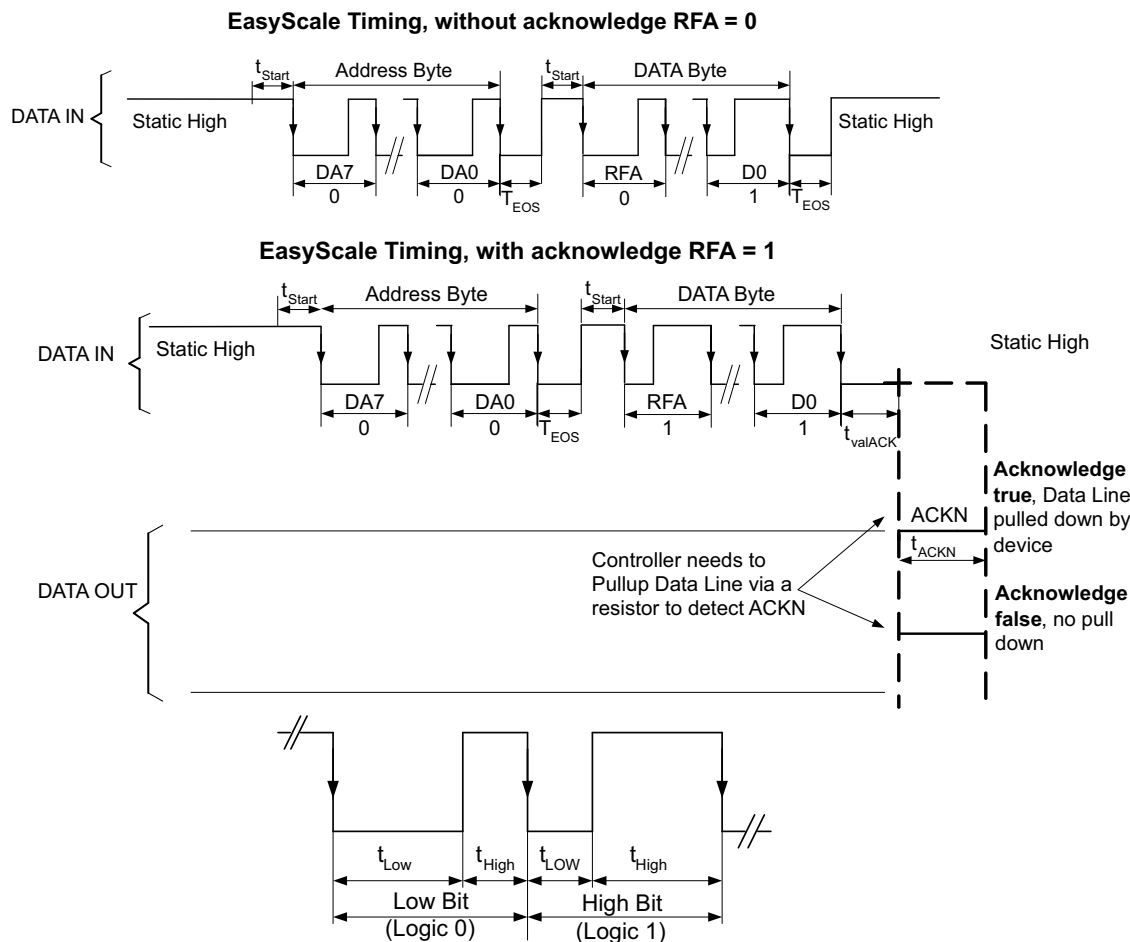 EasyScale Timing, without acknowledge RFA = 0
tStart Address Byte tStart DATA Byte
DATA IN Static High Static High
DA7 DA0 RFA D0
0 0 TEOS 0 1 TEOS
EasyScale Timing, with acknowledge RFA = 1
tStart Address Byte tStart DATA Byte
DATA IN Static High Static High
DA7 DA0 RFA D0
0 0 TEOS 1 1 tvalACK
Acknowledge
true, Data Line
pulled down by
device
ACKN
tACKN
Controller needs to
Pullup Data Line via a
resistor to detect ACKN
DATA OUT
Acknowledge
false, no pull
down
tLow tHigh tLOW tHigh
Low Bit High Bit
(Logic 0) (Logic 1)